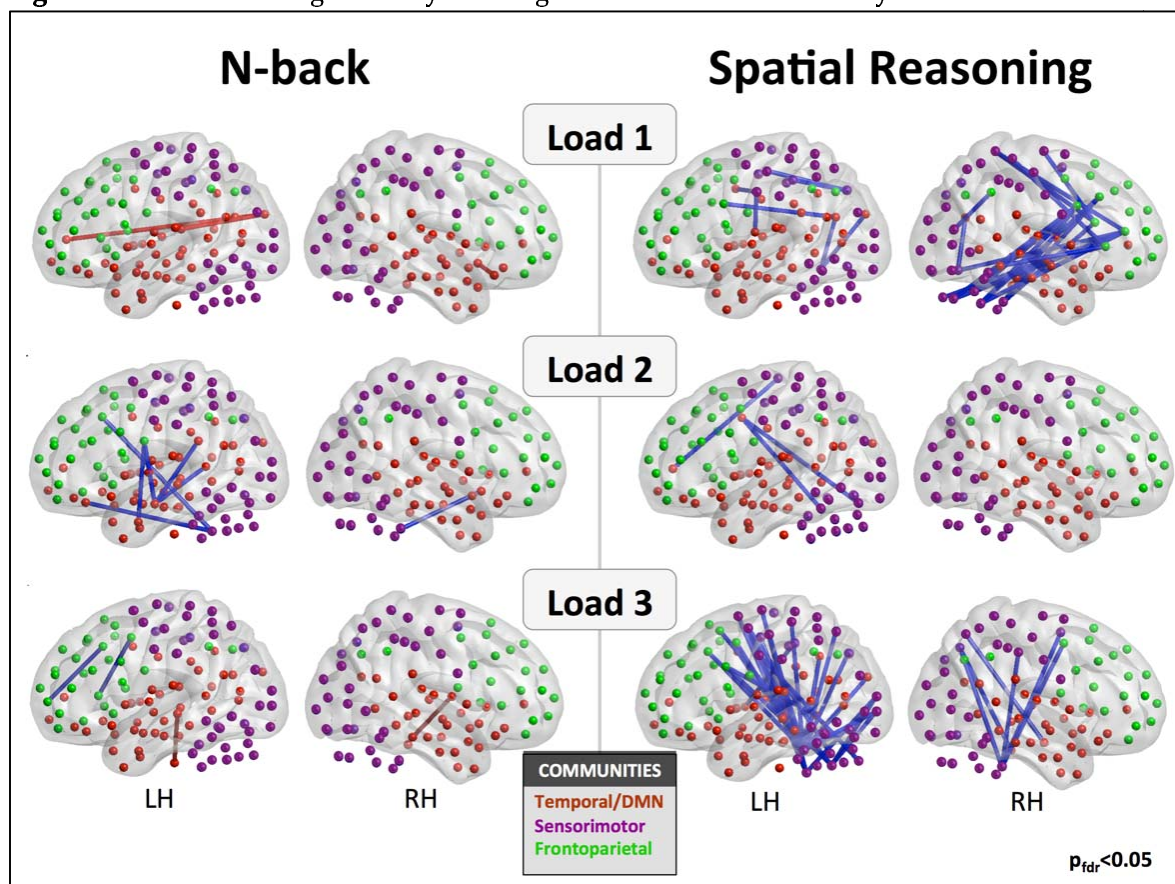 N-back
Spatial Reasoning
Load 1
Load 2
Load 3
LH
RH
COMMUNITIES
Temporal/DMN
Sensorimotor
Frontoparietal
LH
RH
pfdr<0.05